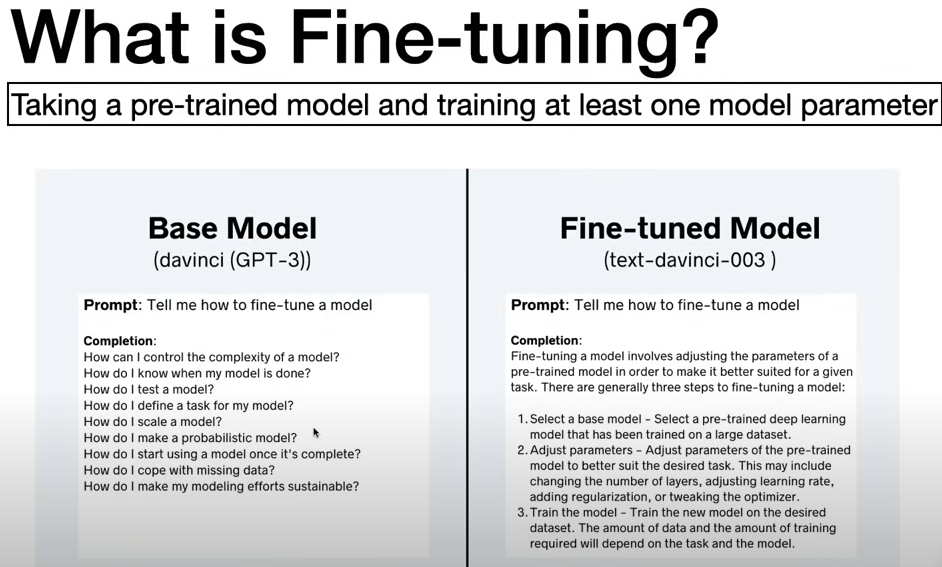 What is Fine-tuning?
Taking a pre-trained model and training at least one model parameter
Base Model
(davinci (GPT-3))
Prompt: Tell me how to fine-tune a model
Completion:
How can I control the complexity of a model?
How do I know when my model is done?
How do I test a model?
How do I define a task for my model?
How do I scale a model?
How do I make a probabilistic model?
How do I start using a model once it's complete?
How do I cope with missing data?
How do I make my modeling efforts sustainable?
Fine-tuned Model
(text-davinci-003 )
Prompt: Tell me how to fine-tune a model
Completion:
Fine-tuning a model involves adjusting the parameters of a
pre-trained model in order to make it better suited for a given
task. There are generally three steps to fine-tuning a model:
1. Select a base model – Select a pre-trained deep learning
model that has been trained on a large dataset.
2. Adjust parameters – Adjust parameters of the pre-trained
model to better suit the desired task. This may include
changing the number of layers, adjusting learning rate,
adding regularization, or tweaking the optimizer.
3. Train the model – Train the new model on the desired
dataset. The amount of data and the amount of training
required will depend on the task and the model.